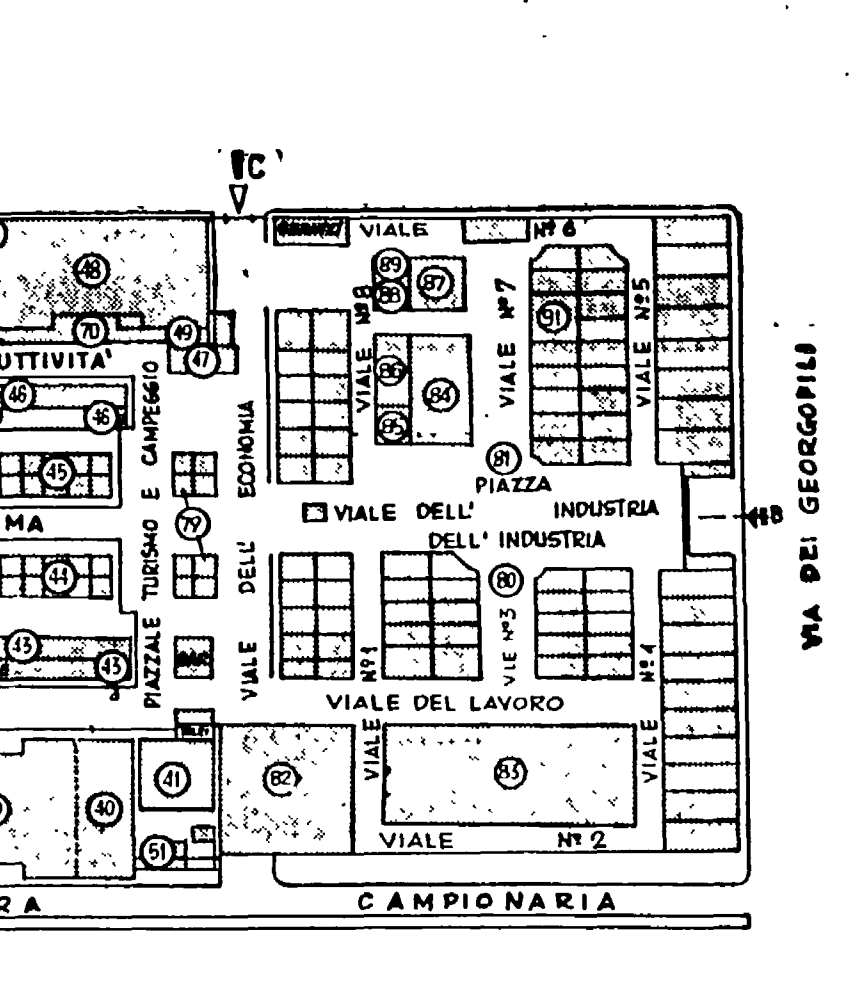 C
VIALE Nº 6
48
89
88
87
91
VIALE Nº 8
VIALE Nº 7
VIALE Nº 5
70
49
47
UTTIVITA'
46
46
86
84
85
45
81
PIAZZA
DELL' INDUSTRIA
VIALE DELL' INDUSTRIA
MA
79
PIAZZALE TURISMO E CAMPEGGIO
VIALE DELL' ECONOMIA
B
VIA DEI GEORGOFILI
44
80
43
43
BAR
VLE Nº3
VIALE DEL LAVORO
VIALE Nº1
VIALE Nº 4
41
82
83
40
51
VIALE Nº 2
RA CAMPIONARIA